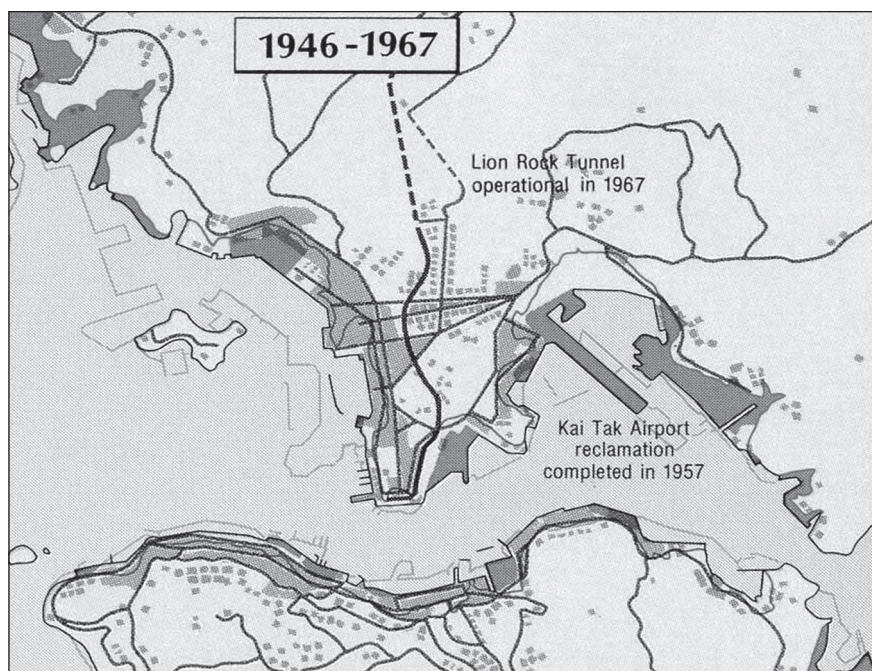 1946-1967
Lion Rock Tunnel
operational in 1967
Kai Tak Airport
reclamation
completed in 1957